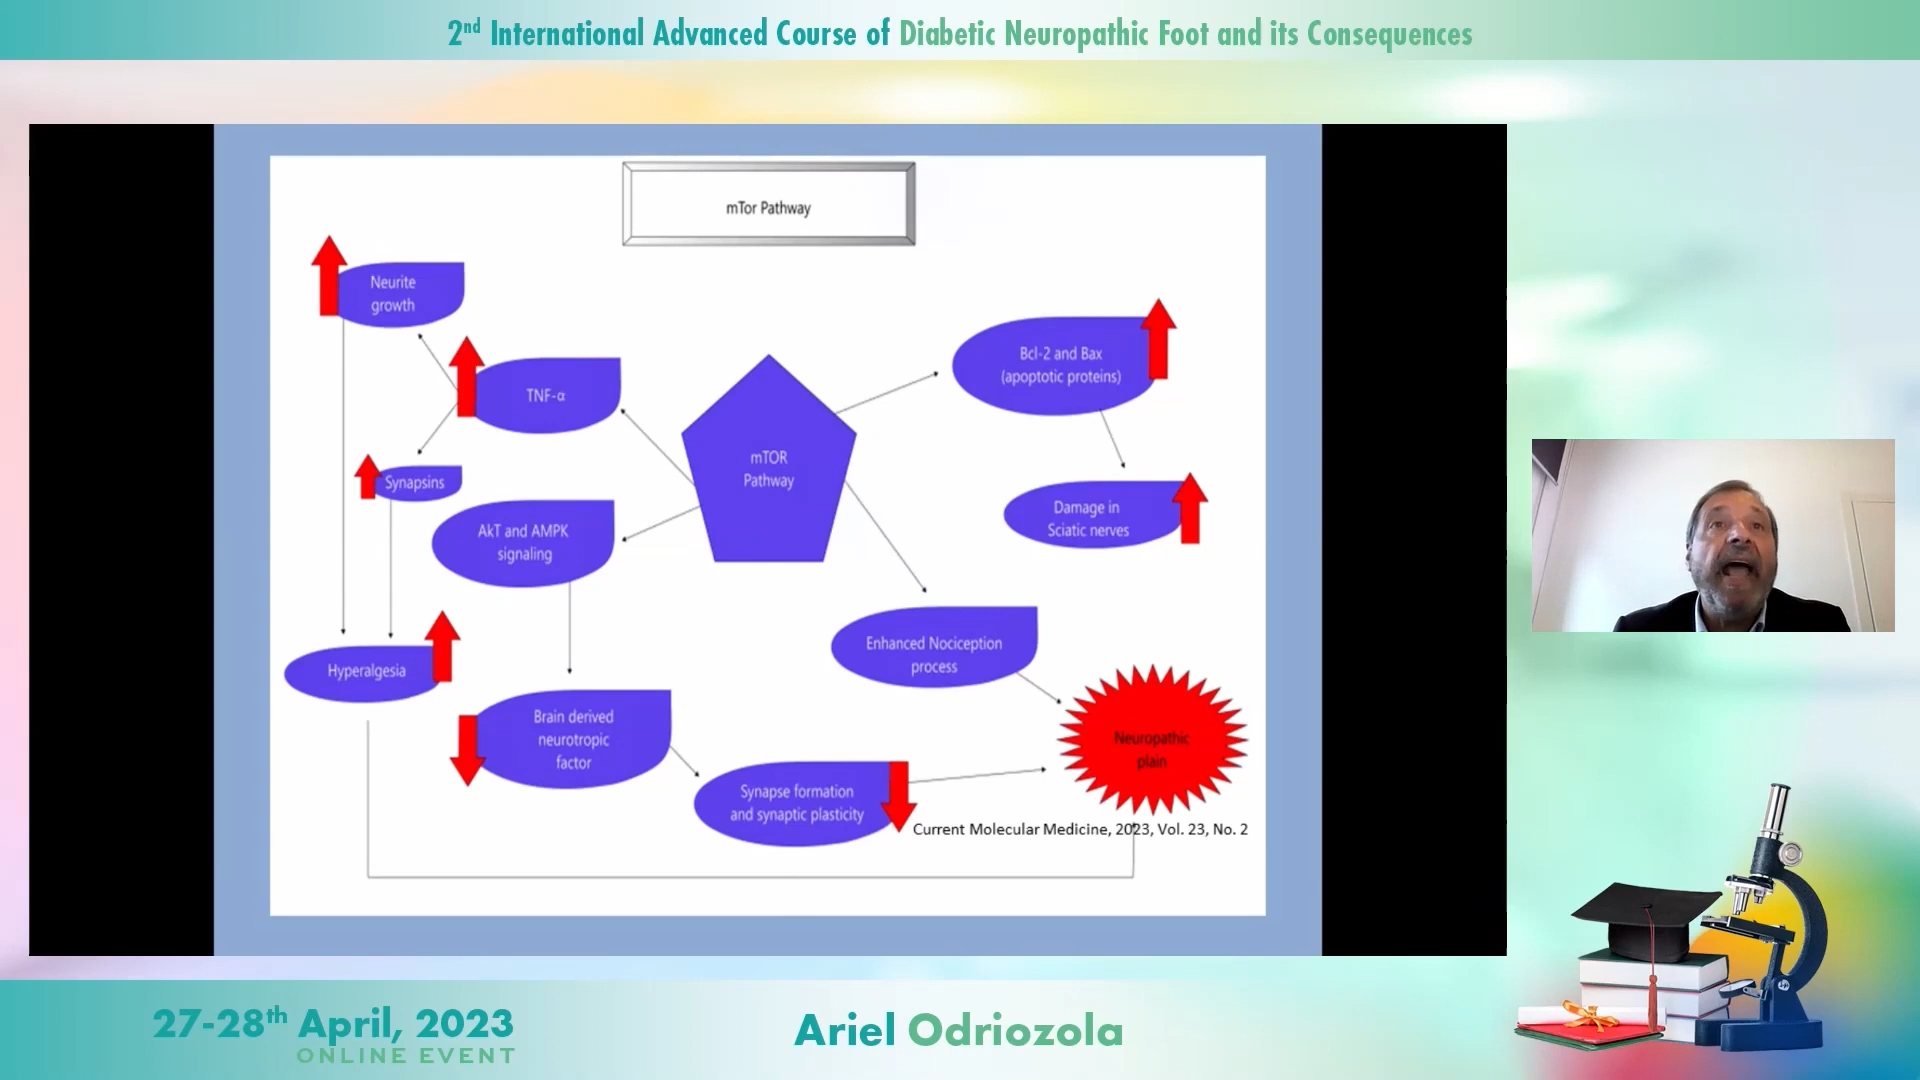 2nd International Advanced Course of Diabetic Neuropathic Foot and its Consequences
mTor Pathway
Neurite
growth
TNF-α
Synapsins
AkT and AMPK
signaling
Hyperalgesia
Brain derived
neurotropic
factor
Synapse formation
and synaptic plasticity
mTOR
Pathway
Bcl-2 and Bax
(apoptotic proteins)
Damage in
Sciatic nerves
Enhanced Nociception
process
Neuropathic
plain
Current Molecular Medicine, 2023, Vol. 23, No. 2
27-28th April, 2023
ONLINE EVENT
Ariel Odriozola